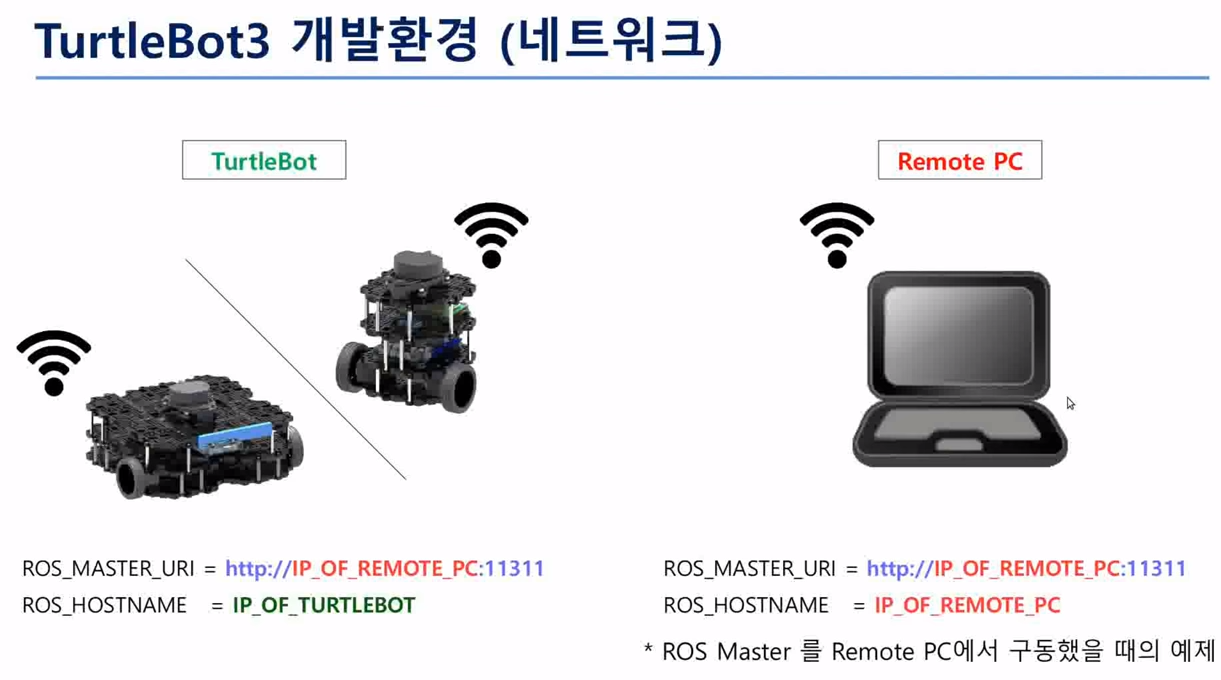 TurtleBot3 개발환경 (네트워크)
TurtleBot
Remote PC
ROS_MASTER_URI = http://IP_OF_REMOTE_PC:11311
ROS_HOSTNAME = IP_OF_TURTLEBOT
ROS_MASTER_URI = http://IP_OF_REMOTE_PC:11311
ROS_HOSTNAME = IP_OF_REMOTE_PC
* ROS Master 를 Remote PC에서 구동했을 때의 예제